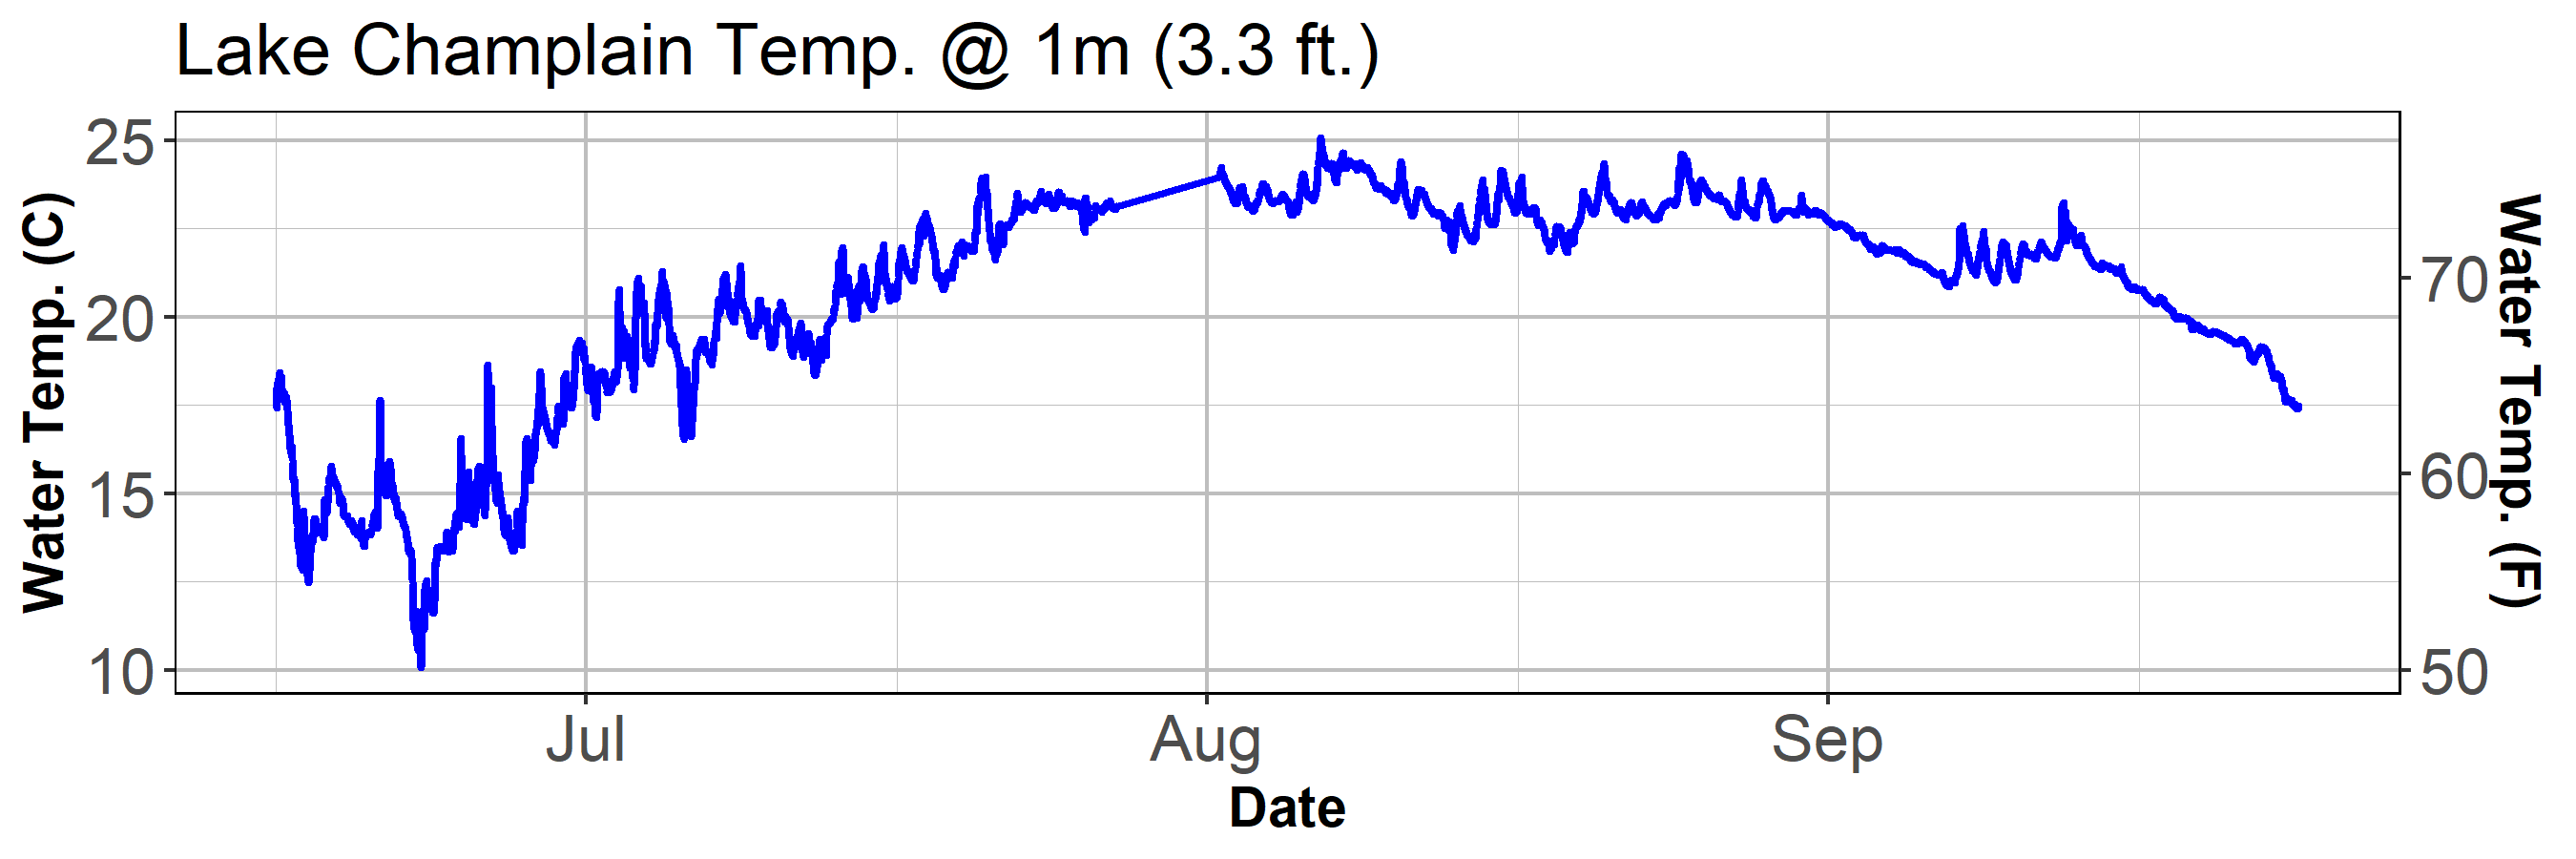 Lake Champlain Temp. @ 1m (3.3 ft.)
Water Temp. (C)
25
20
15
10
70
60
50
Water Temp. (F)
Jul
Aug
Sep
Date